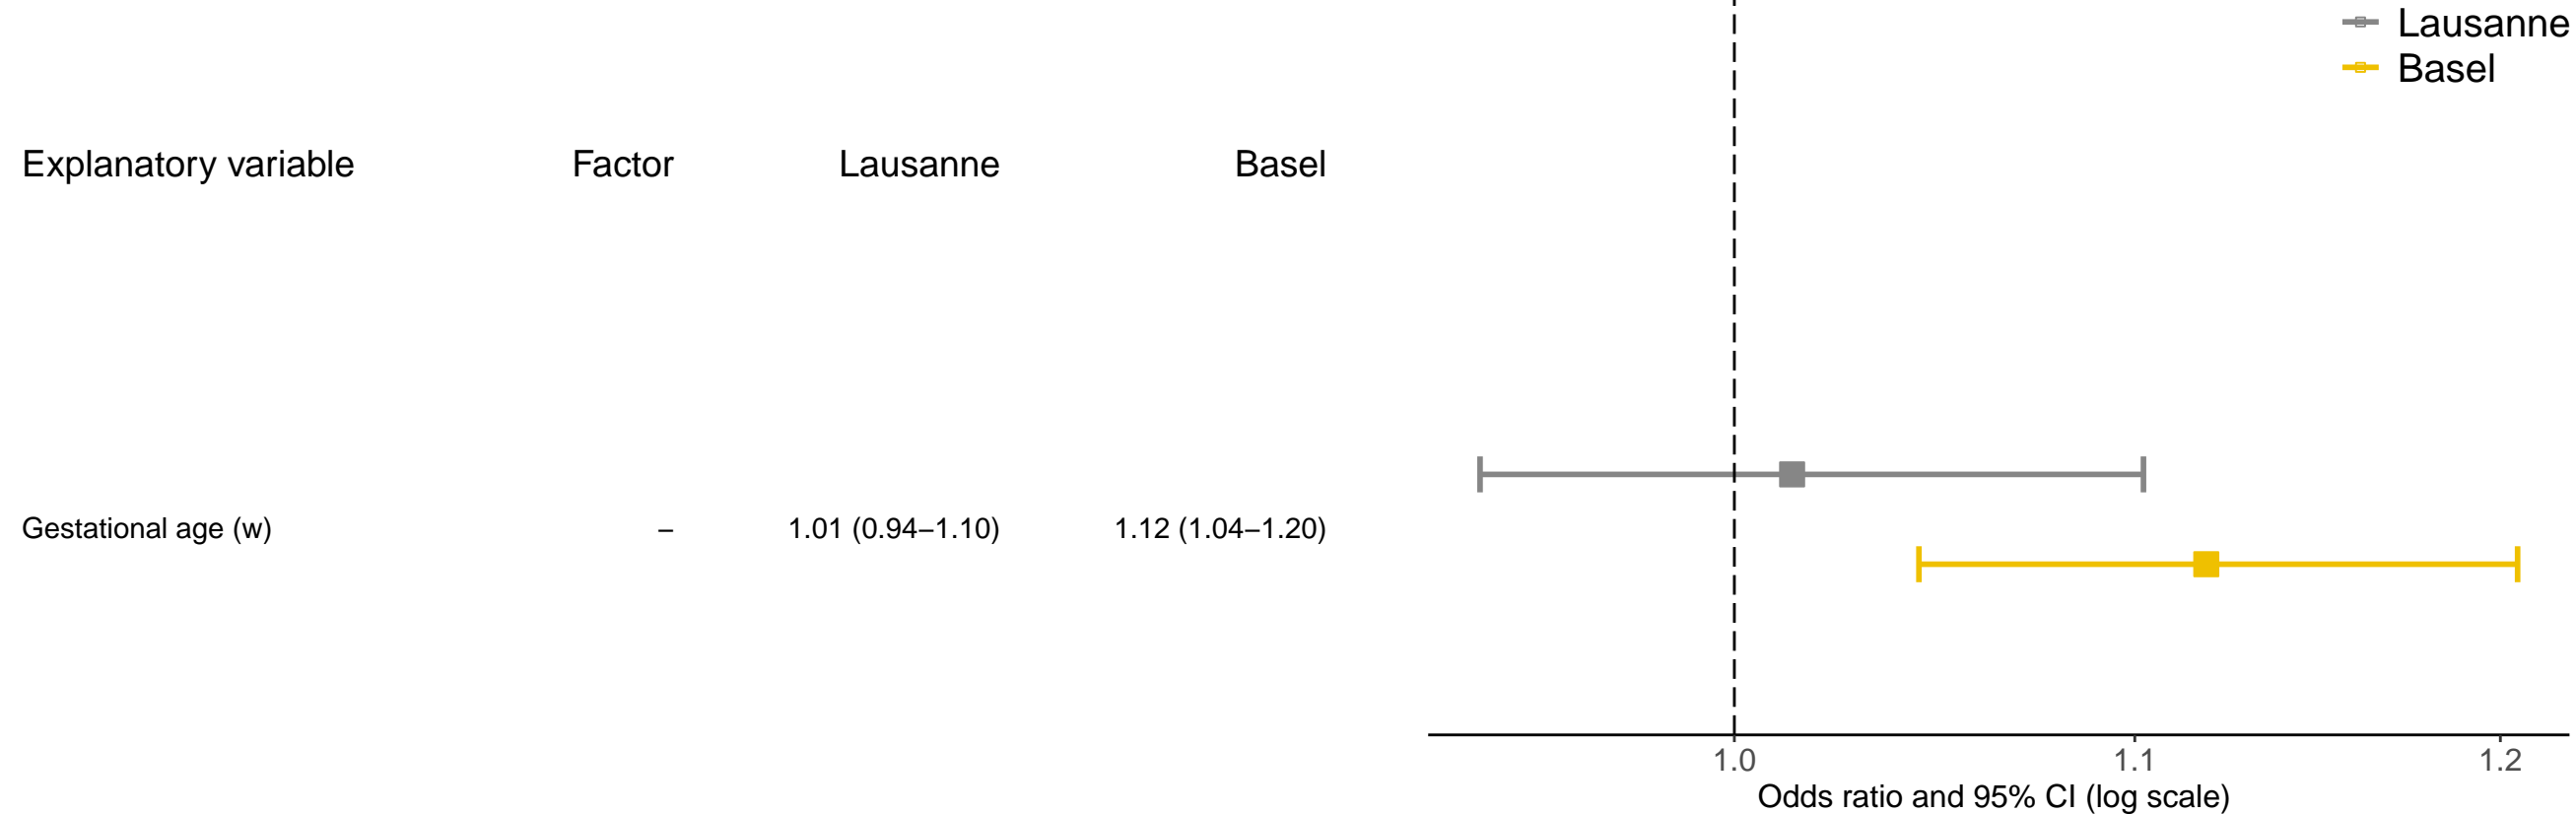 Lausanne
Basel
Explanatory variable Factor Lausanne Basel
Gestational age (w) – 1.01 (0.94–1.10) 1.12 (1.04–1.20)
1.0 1.1 1.2
Odds ratio and 95% CI (log scale)